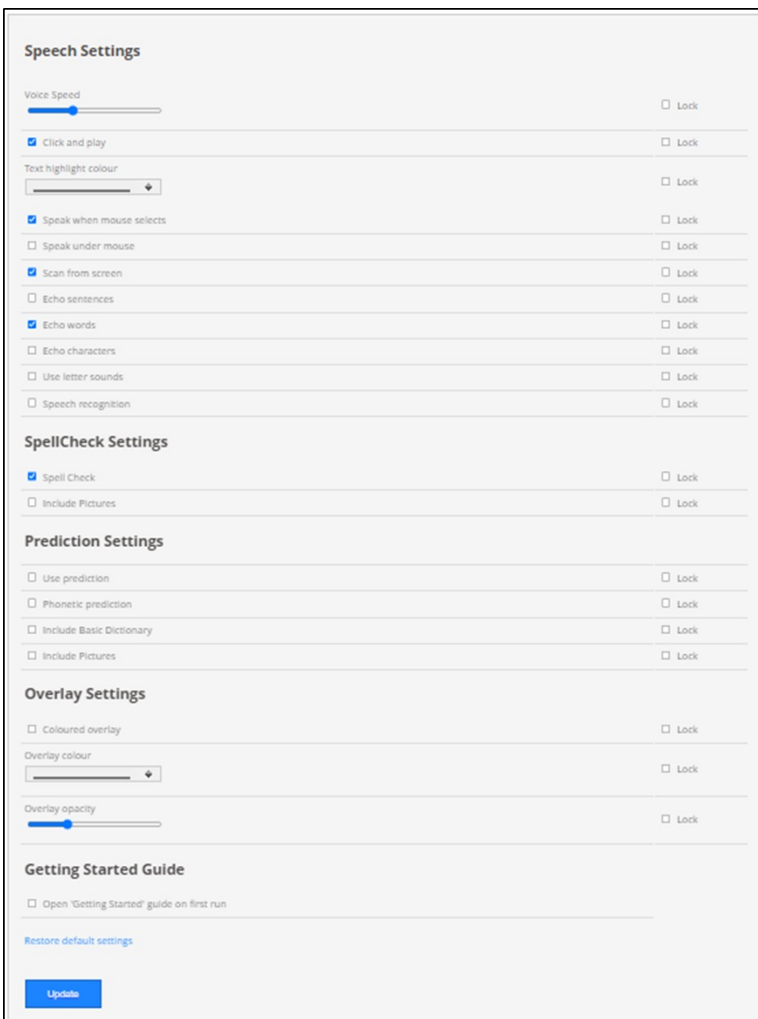 Speech Settings
Voice Speed
Lock
Click and play Lock
Text highlight colour
Lock
Speak when mouse selects Lock
Speak under mouse Lock
Scan from screen Lock
Echo sentences Lock
Echo words Lock
Echo characters Lock
Use letter sounds Lock
Speech recognition Lock
SpellCheck Settings
Spell Check Lock
Include Pictures Lock
Prediction Settings
Use prediction Lock
Phonetic prediction Lock
Include Basic Dictionary Lock
Include Pictures Lock
Overlay Settings
Coloured overlay Lock
Overlay colour
Lock
Overlay opacity
Lock
Getting Started Guide
Open 'Getting Started' guide on first run
Restore default settings
Update